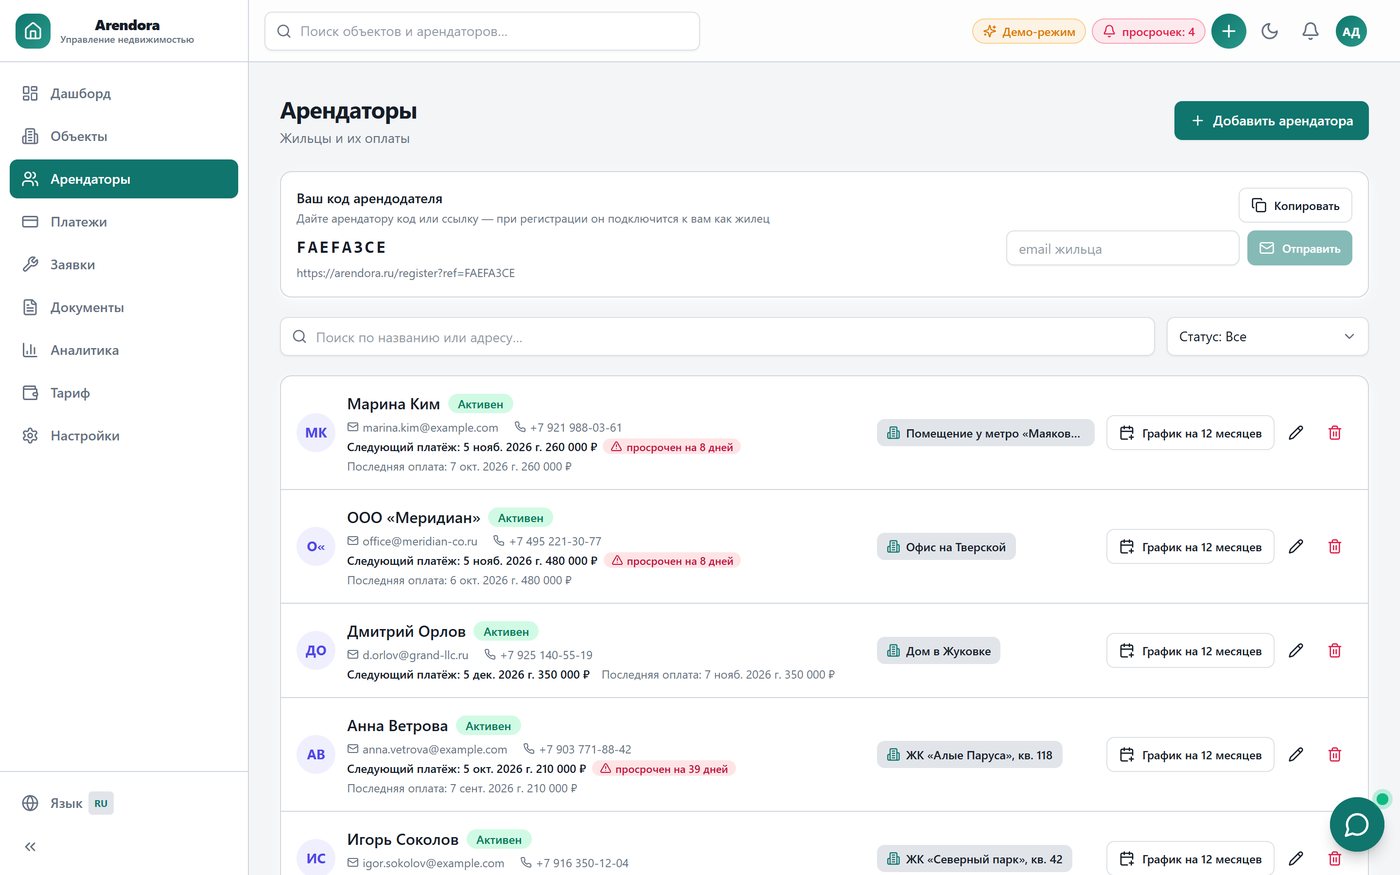 Arendora
Управление недвижимостью
Поиск объектов и арендаторов...
Демо-режим
просрочек: 4
АД
Дашборд
Объекты
Арендаторы
Платежи
Заявки
Документы
Аналитика
Тариф
Настройки
Язык RU
Арендаторы
Жильцы и их оплаты
Добавить арендатора
Ваш код арендодателя
Дайте арендатору код или ссылку — при регистрации он подключится к вам как жилец
FAEFA3CE
https://arendora.ru/register?ref=FAEFA3CE
Копировать
email жильца
Отправить
Поиск по названию или адресу...
Статус: Все
МК
Марина Ким Активен
marina.kim@example.com +7 921 988-03-61
Следующий платёж: 5 нояб. 2026 г. 260 000 ₽ просрочен на 8 дней
Последняя оплата: 7 окт. 2026 г. 260 000 ₽
Помещение у метро «Маяков...
График на 12 месяцев
О«
ООО «Меридиан» Активен
office@meridian-co.ru +7 495 221-30-77
Следующий платёж: 5 нояб. 2026 г. 480 000 ₽ просрочен на 8 дней
Последняя оплата: 6 окт. 2026 г. 480 000 ₽
Офис на Тверской
График на 12 месяцев
ДО
Дмитрий Орлов Активен
d.orlov@grand-llc.ru +7 925 140-55-19
Следующий платёж: 5 дек. 2026 г. 350 000 ₽ Последняя оплата: 7 нояб. 2026 г. 350 000 ₽
Дом в Жуковке
График на 12 месяцев
АВ
Анна Ветрова Активен
anna.vetrova@example.com +7 903 771-88-42
Следующий платёж: 5 окт. 2026 г. 210 000 ₽ просрочен на 39 дней
Последняя оплата: 7 сент. 2026 г. 210 000 ₽
ЖК «Алые Паруса», кв. 118
График на 12 месяцев
ИС
Игорь Соколов Активен
igor.sokolov@example.com +7 916 350-12-04
ЖК «Северный парк», кв. 42
График на 12 месяцев